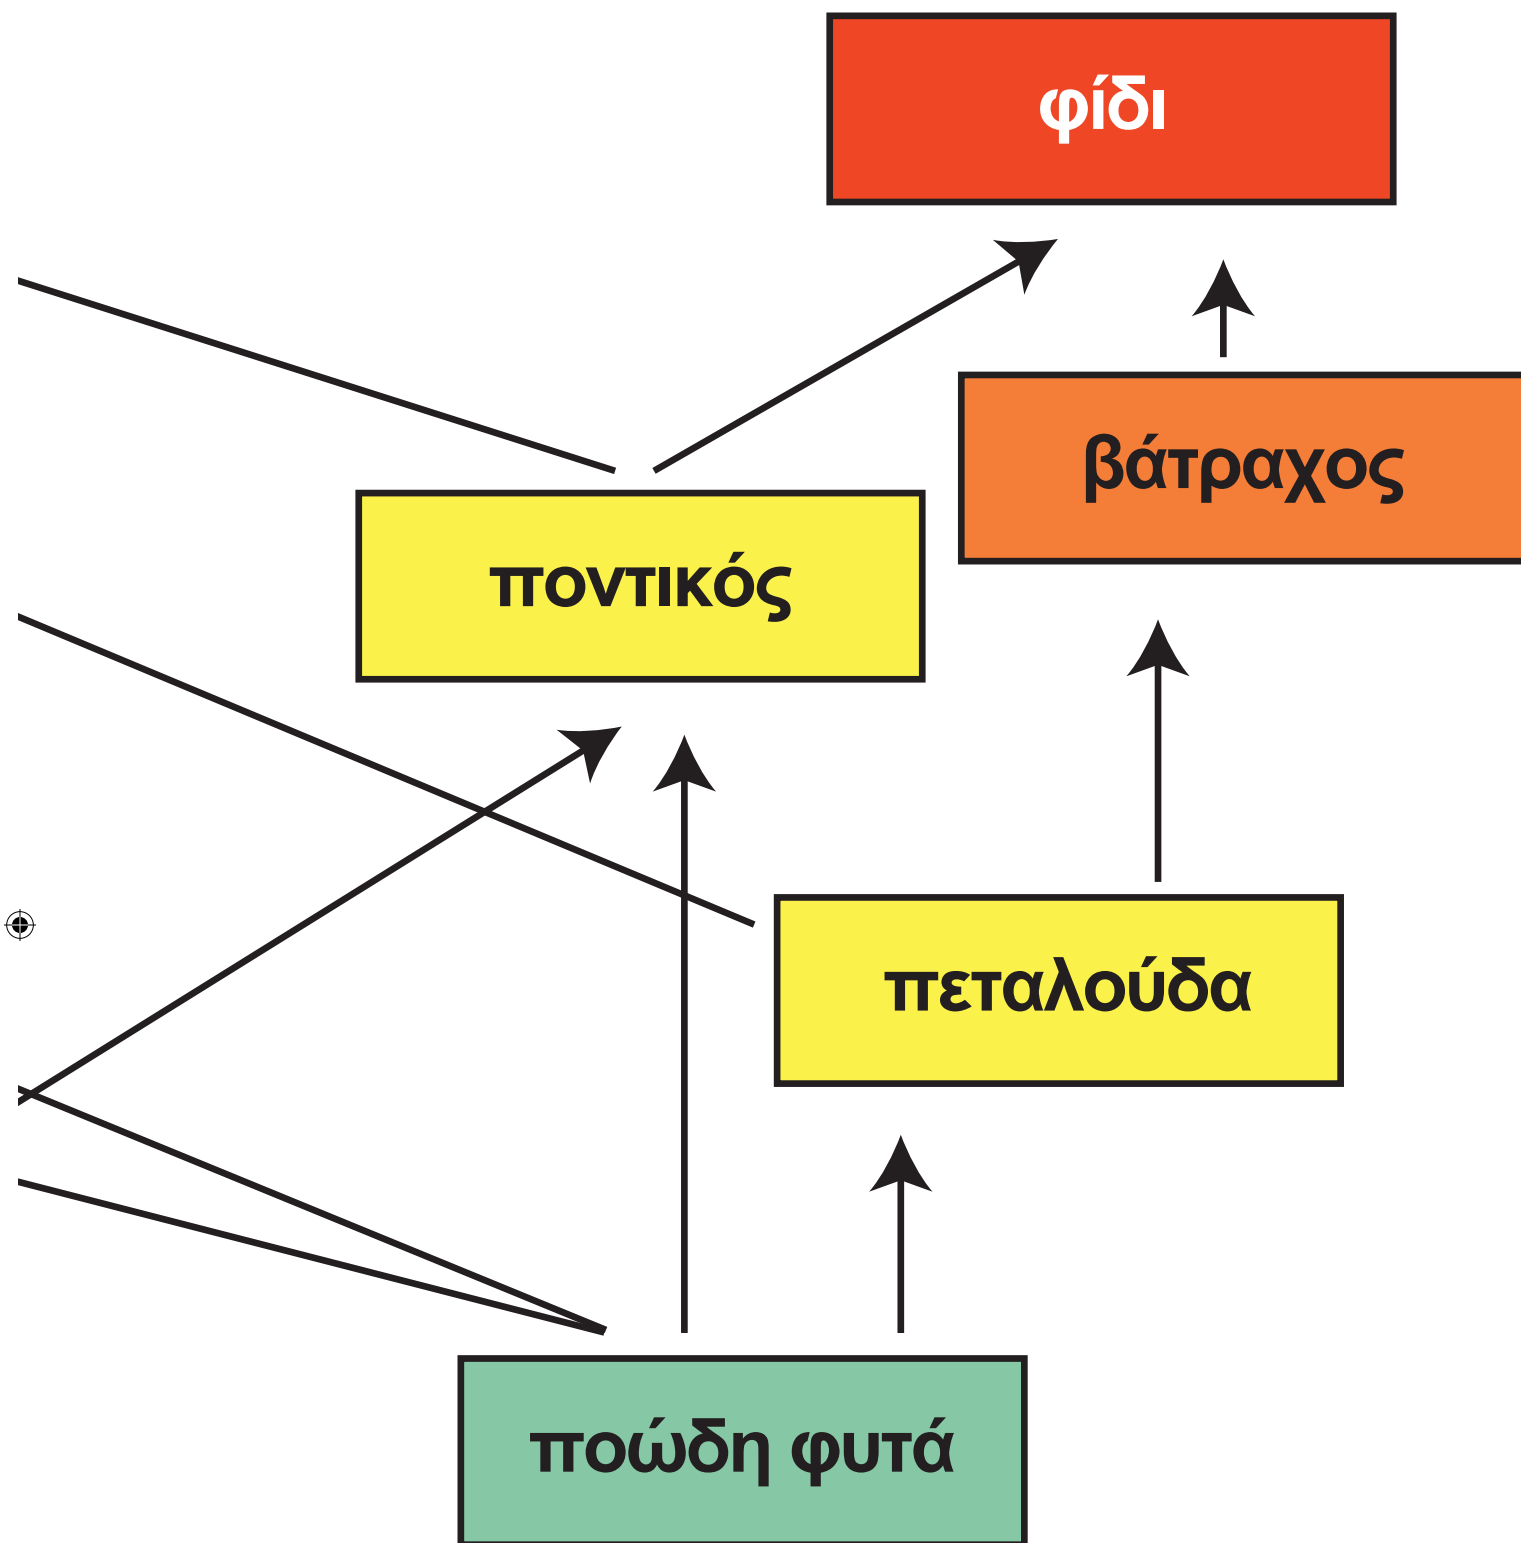 φίδι
βάτραχος
ποντικός
πεταλούδα
ποώδη φυτά